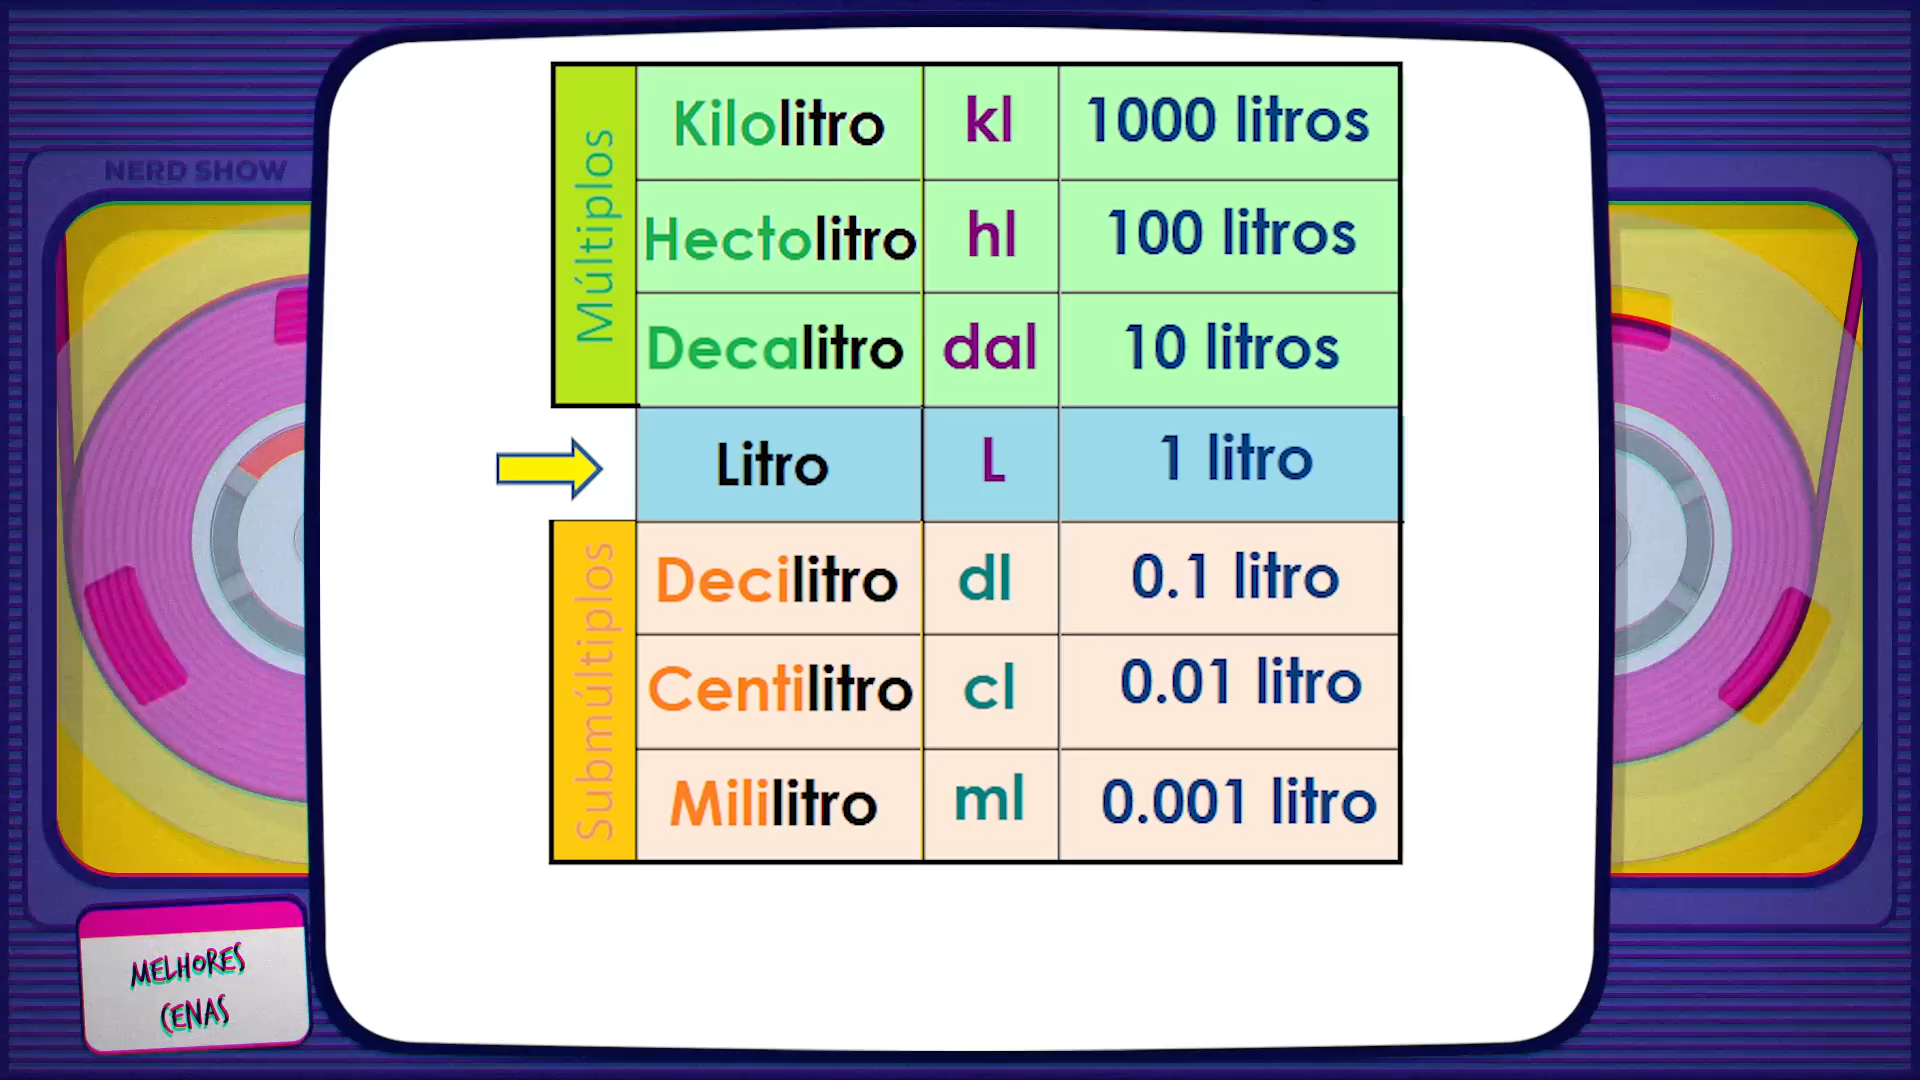 NERD SHOW
Múltiplos
Kilolitro kl 1000 litros
Hectolitro hl 100 litros
Decalitro dal 10 litros
Litro L 1 litro
Submúltiplos
Decilitro dl 0.1 litro
Centilitro cl 0.01 litro
Mililitro ml 0.001 litro
MELHORES
CENAS